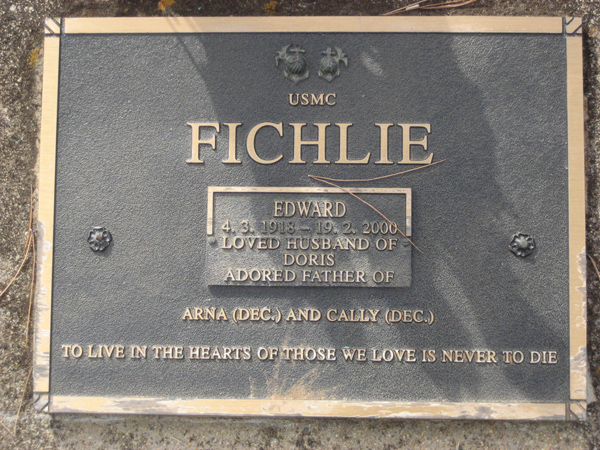 USMC
FICHLIE
EDWARD
4. 3. 1918 – 19. 2. 2000
LOVED HUSBAND OF
DORIS
ADORED FATHER OF
ARNA (DEC.) AND CALLY (DEC.)
TO LIVE IN THE HEARTS OF THOSE WE LOVE IS NEVER TO DIE